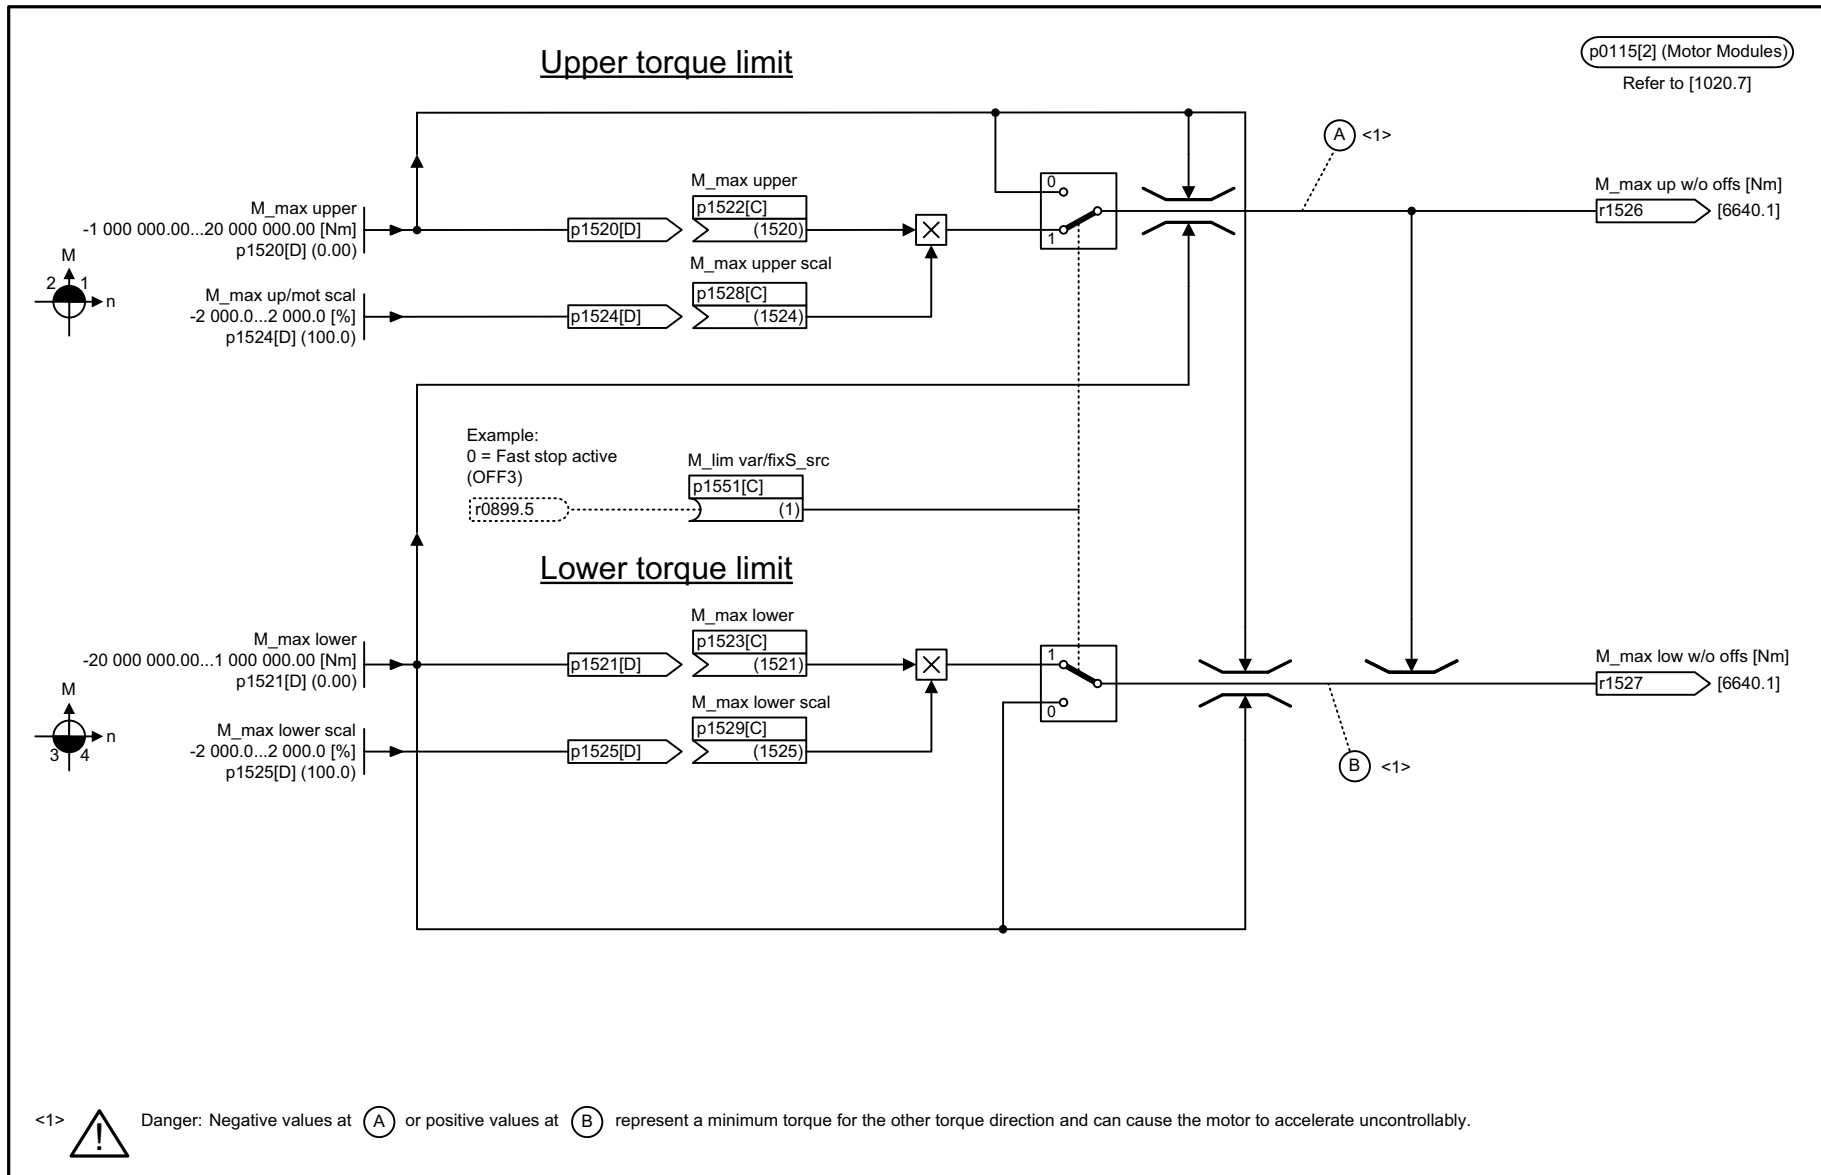 Upper torque limit
p0115[2] (Motor Modules)
Refer to [1020.7]
A <1>
M_max upper
-1 000 000.00...20 000 000.00 [Nm]
p1520[D] (0.00)
p1520[D]
M_max upper
p1522[C]
(1520)
0
1
M_max up w/o offs [Nm]
r1526
[6640.1]
M
2 1
n
M_max up/mot scal
-2 000.0...2 000.0 [%]
p1524[D] (100.0)
p1524[D]
M_max upper scal
p1528[C]
(1524)
Example:
0 = Fast stop active
(OFF3)
r0899.5
M_lim var/fixS_src
p1551[C]
(1)
Lower torque limit
M_max lower
-20 000 000.00...1 000 000.00 [Nm]
p1521[D] (0.00)
p1521[D]
M_max lower
p1523[C]
(1521)
1
0
M_max low w/o offs [Nm]
r1527
[6640.1]
M
n
3 4
M_max lower scal
-2 000.0...2 000.0 [%]
p1525[D] (100.0)
p1525[D]
M_max lower scal
p1529[C]
(1525)
B <1>
<1> ! Danger: Negative values at A or positive values at B represent a minimum torque for the other torque direction and can cause the motor to accelerate uncontrollably.